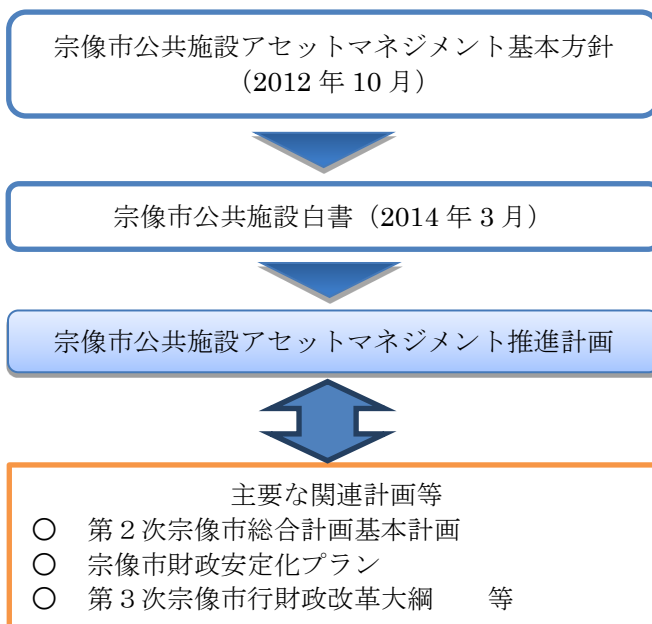 宗像市公共施設アセットマネジメント基本方針
（2012 年 10 月）
宗像市公共施設白書（2014 年 3 月）
宗像市公共施設アセットマネジメント推進計画
主要な関連計画等
○ 第２次宗像市総合計画基本計画
○ 宗像市財政安定化プラン
○ 第３次宗像市行財政改革大綱　　等